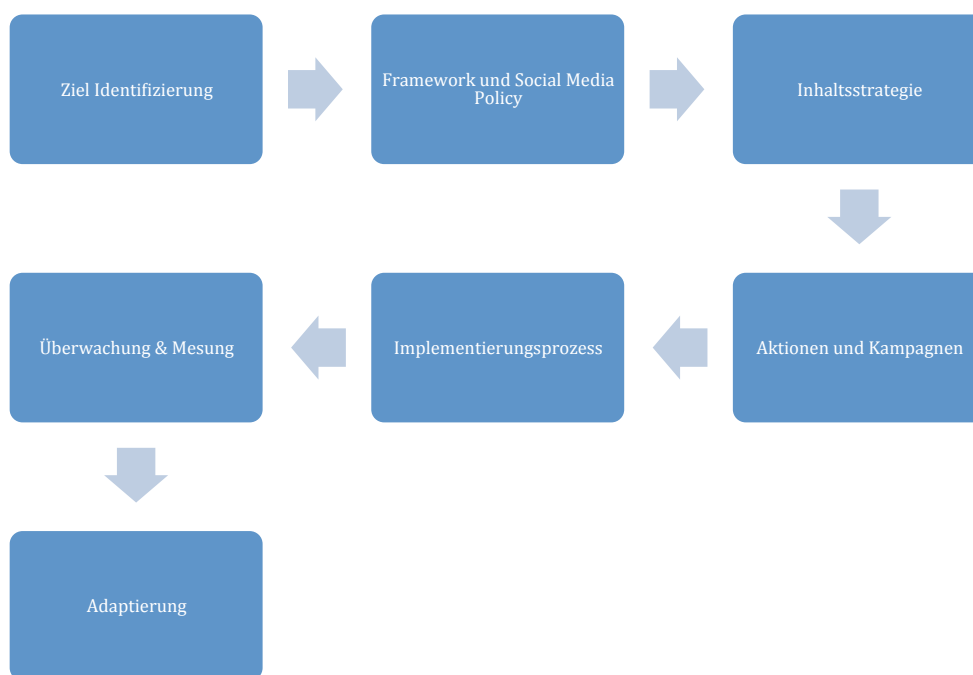 Ziel Identifizierung
Framework und Social Media
Policy
Inhaltsstrategie
Aktionen und Kampagnen
Implementierungsprozess
Überwachung & Mesung
Adaptierung